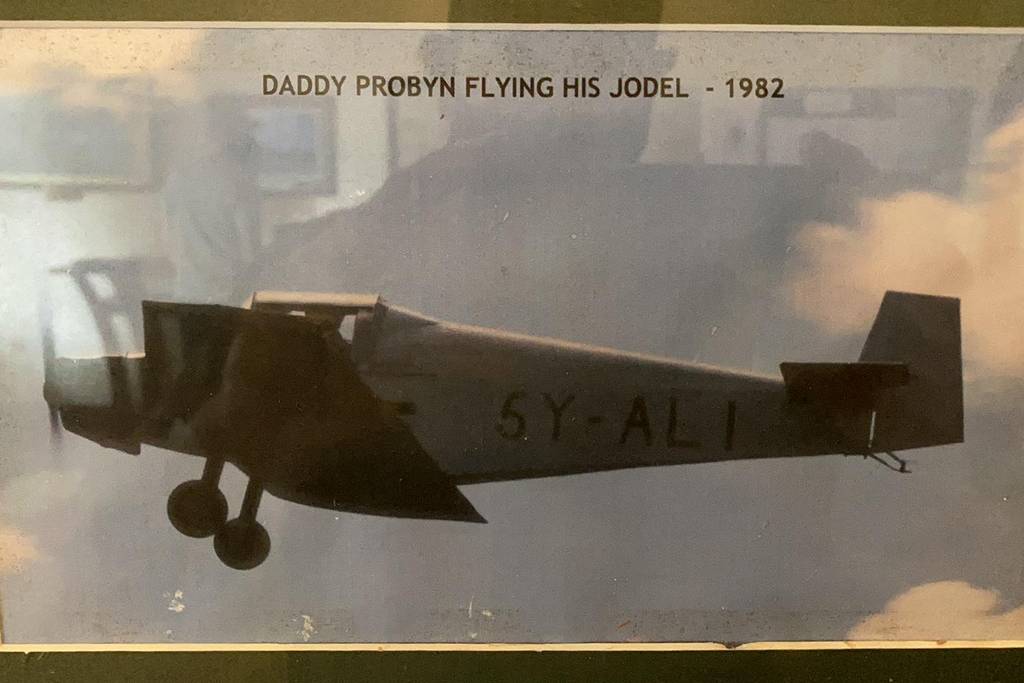 DADDY PROBYN FLYING HIS JODEL - 1982
5Y-ALI